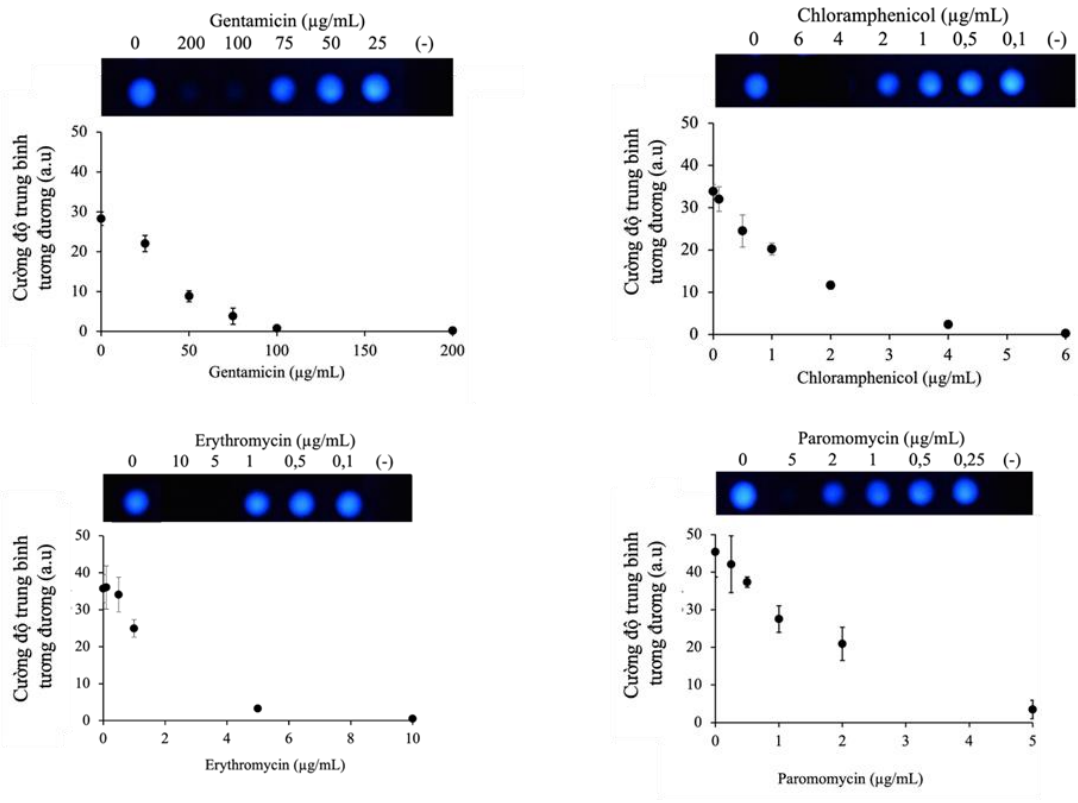 Gentamicin (µg/mL)
0 200 100 75 50 25 (-)
Cường độ trung bình
tương đương (a.u)
50
40
30
20
10
0
0 50 100 150 200
Gentamicin (µg/mL)
Chloramphenicol (µg/mL)
0 6 4 2 1 0,5 0,1 (-)
Cường độ trung bình
tương đương (a.u)
50
40
30
20
10
0
0 1 2 3 4 5 6
Chloramphenicol (µg/mL)
Erythromycin (µg/mL)
0 10 5 1 0,5 0,1 (-)
Cường độ trung bình
tương đương (a.u)
50
40
30
20
10
0
0 2 4 6 8 10
Erythromycin (µg/mL)
Paromomycin (µg/mL)
0 5 2 1 0,5 0,25 (-)
Cường độ trung bình
tương đương (a.u)
50
40
30
20
10
0
0 1 2 3 4 5
Paromomycin (µg/mL)